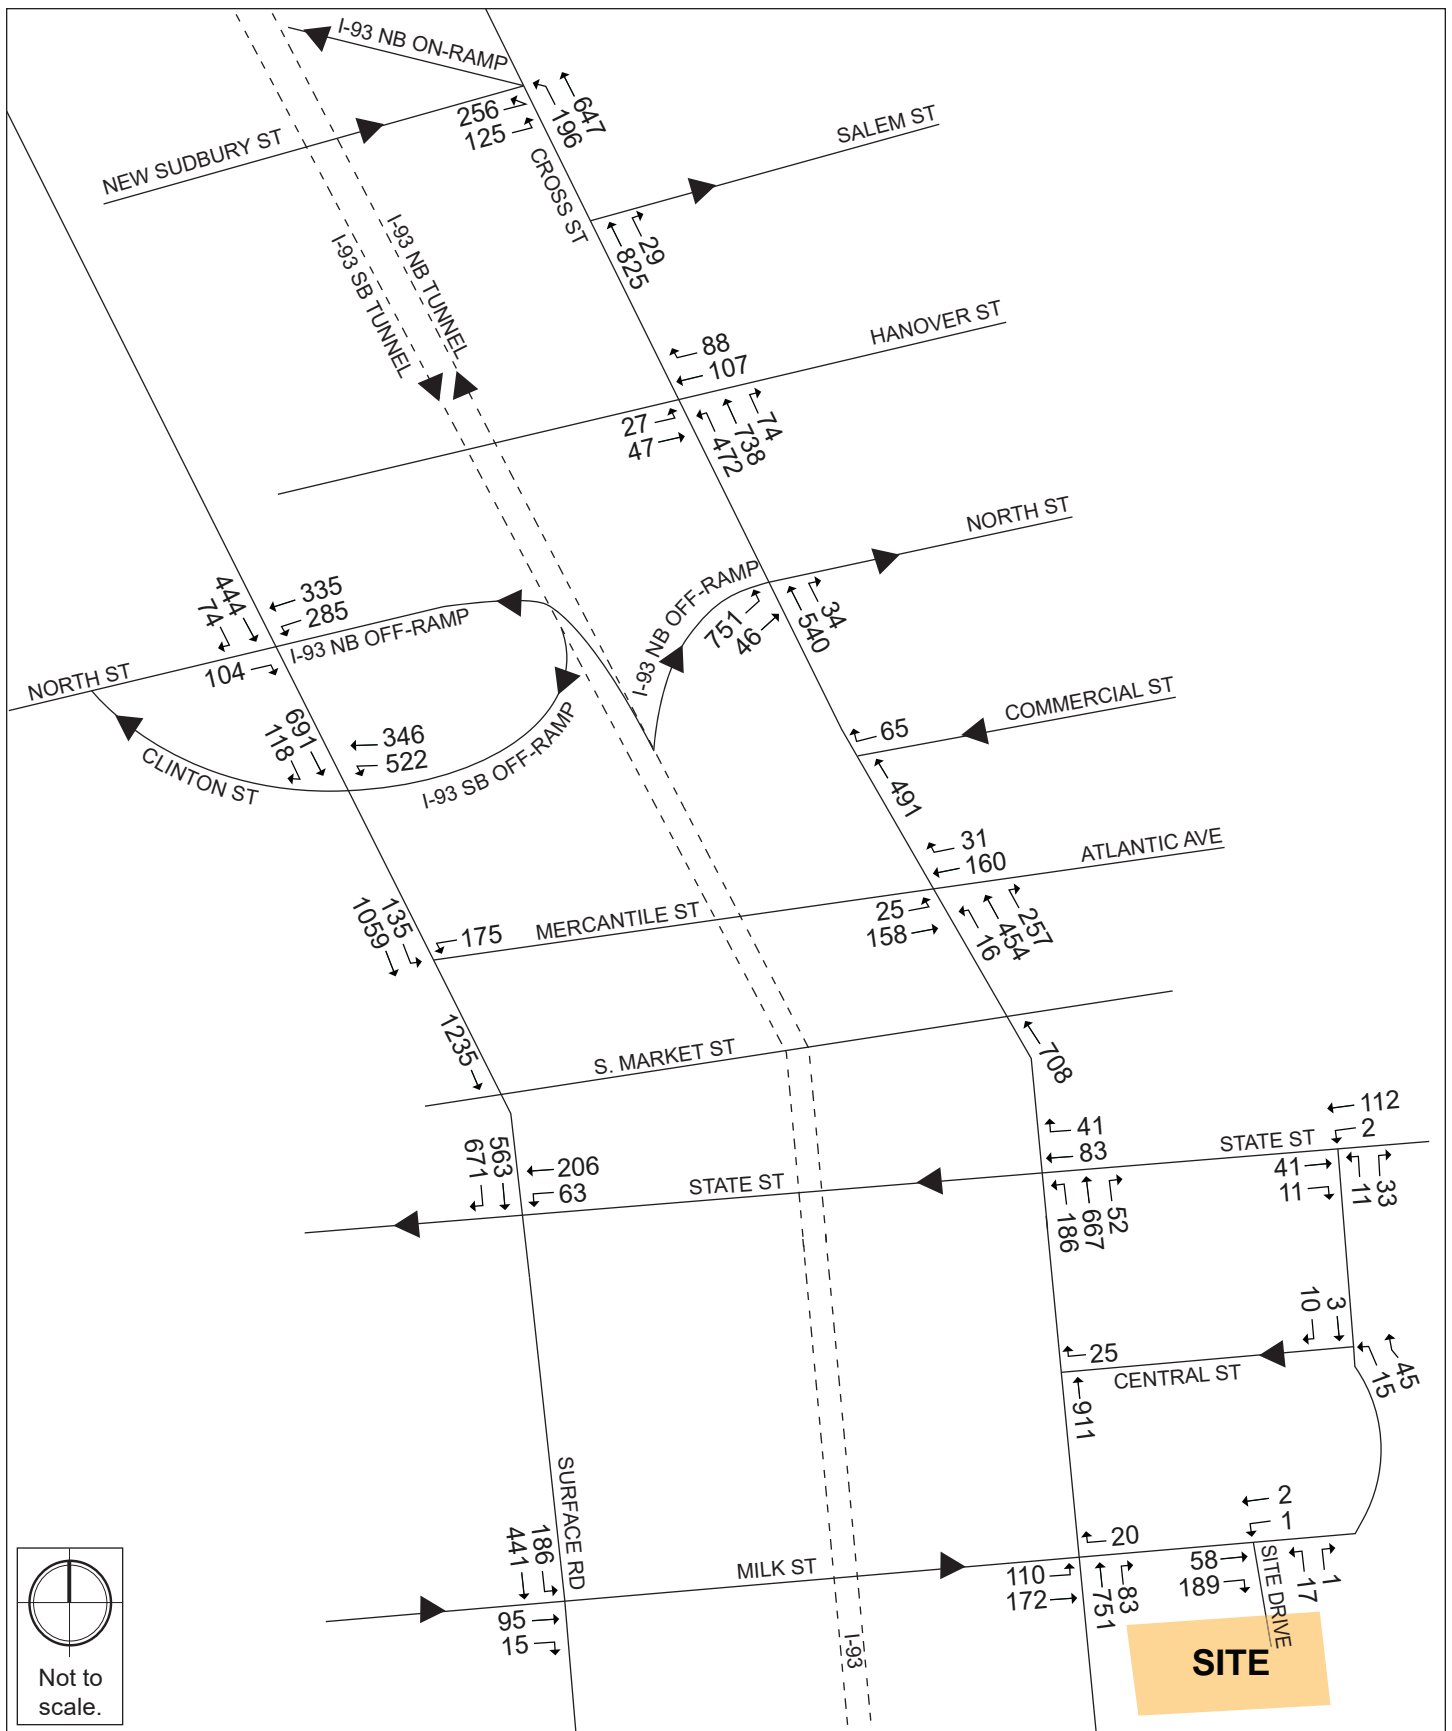 I-93 NB ON-RAMP
647
196
256
125
NEW SUDBURY ST
SALEM ST
CROSS ST
29
825
I-93 NB TUNNEL
I-93 SB TUNNEL
HANOVER ST
88
107
27
47
74
738
472
NORTH ST
I-93 NB OFF-RAMP
751
46
34
540
444
74
335
285
I-93 NB OFF-RAMP
104
NORTH ST
COMMERCIAL ST
65
691
118
346
522
CLINTON ST
I-93 SB OFF-RAMP
491
31
160
ATLANTIC AVE
135
1059
175
MERCANTILE ST
25
158
257
454
16
1235
S. MARKET ST
708
112
2
41
83
STATE ST
563
671
206
63
STATE ST
41
11
33
11
52
667
186
10
3
25
CENTRAL ST
45
15
911
SURFACE RD
2
1
186
441
20
MILK ST
58
189
SITE DRIVE
1
17
110
172
83
751
95
15
I-93
SITE
Not to
scale.